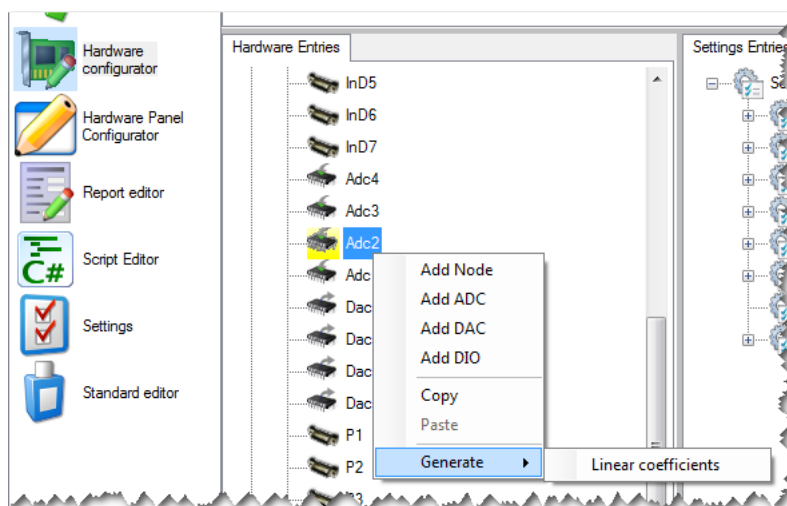 Hardware
configurator
Hardware Panel
Configurator
Report editor
C#
Script Editor
Settings
Standard editor
Hardware Entries
InD5
InD6
InD7
Adc4
Adc3
Adc2
Adc
Dac
Dac
Dac
Dac
P1
P2
Add Node
Add ADC
Add DAC
Add DIO
Copy
Paste
Generate
Linear coefficients
Settings Entries